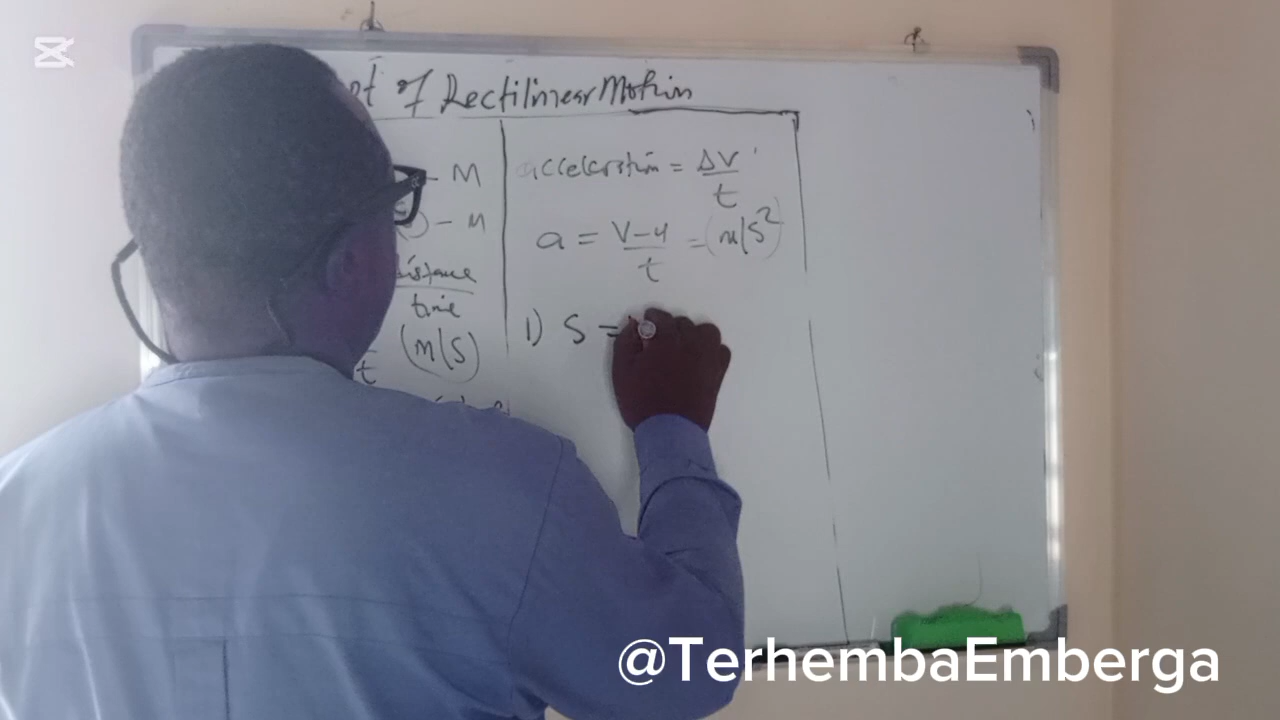 of Rectilinear Motion
- M
- M
distance
time
t (m/s)
acceleration = ΔV
t
a = V-u = (m/s²)
t
1) S =
@TerhembaEmberga